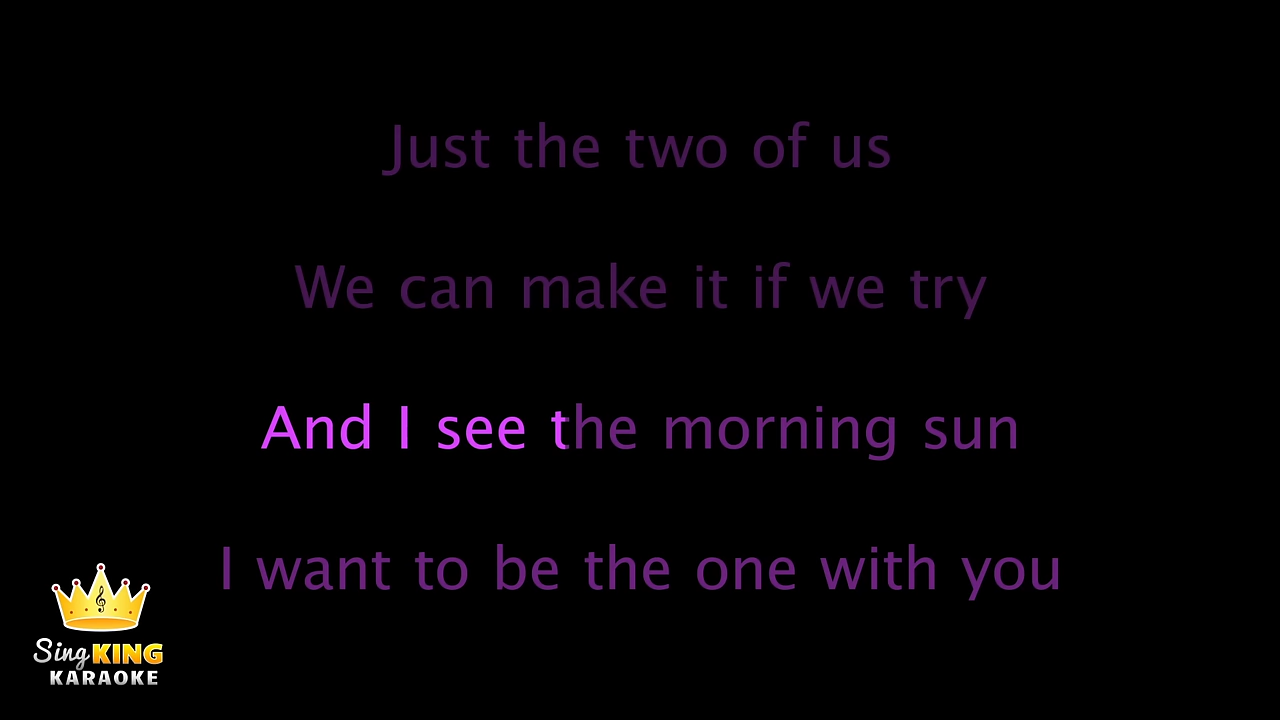 Just the two of us
We can make it if we try
And I see the morning sun
I want to be the one with you
Sing KING
KARAOKE